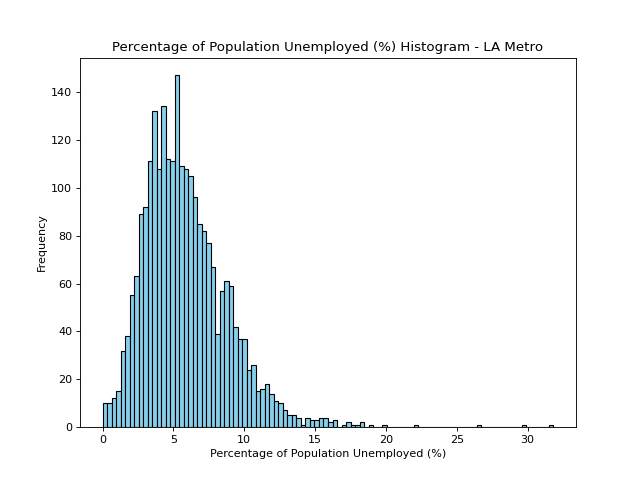 Percentage of Population Unemployed (%) Histogram - LA Metro
140
120
100
80
60
40
20
0
Frequency
0 5 10 15 20 25 30
Percentage of Population Unemployed (%)